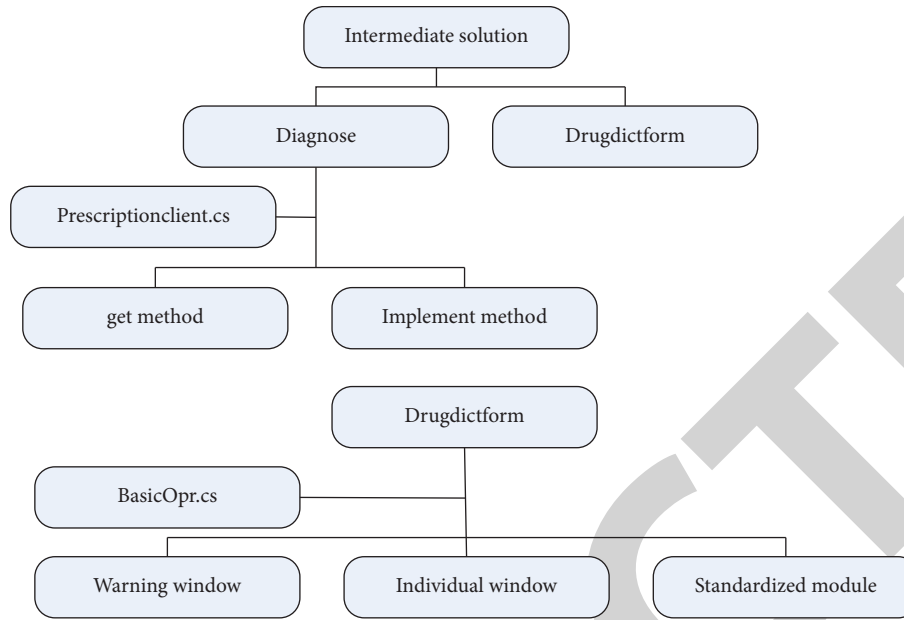 Intermediate solution
Diagnose
Drugdictform
Prescriptionclient.cs
get method
Implement method
Drugdictform
BasicOpr.cs
Warning window
Individual window
Standardized module
CTE